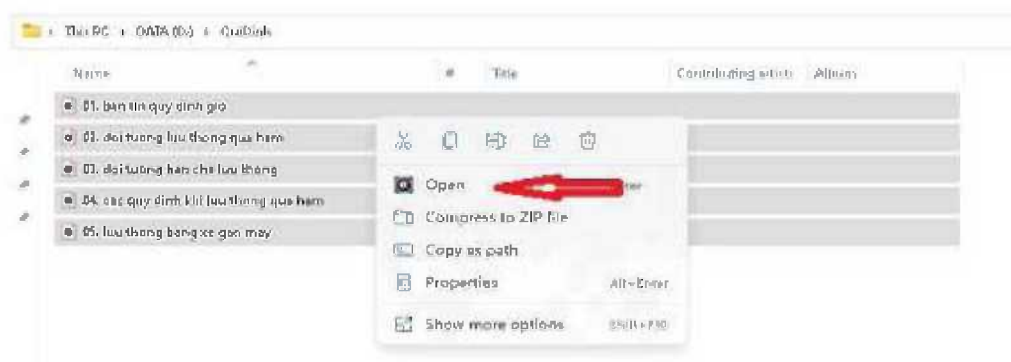 This PC > DATA (D:) >
Name # Title Contributing artists Album
01. ban tin quy dinh gio
02. doi tuong luu thong qua ham
03. doi tuong han che luu thong
04. cac quy dinh khi luu thong qua ham
05. luu thong bang xe gan may
Open
Compress to ZIP file
Copy as path
Properties Alt+Enter
Show more options Shift+F10